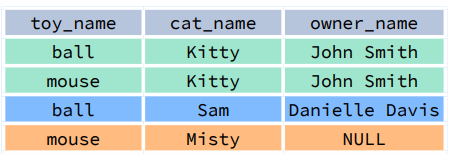 toy_name cat_name owner_name
ball Kitty John Smith
mouse Kitty John Smith
ball Sam Danielle Davis
mouse Misty NULL